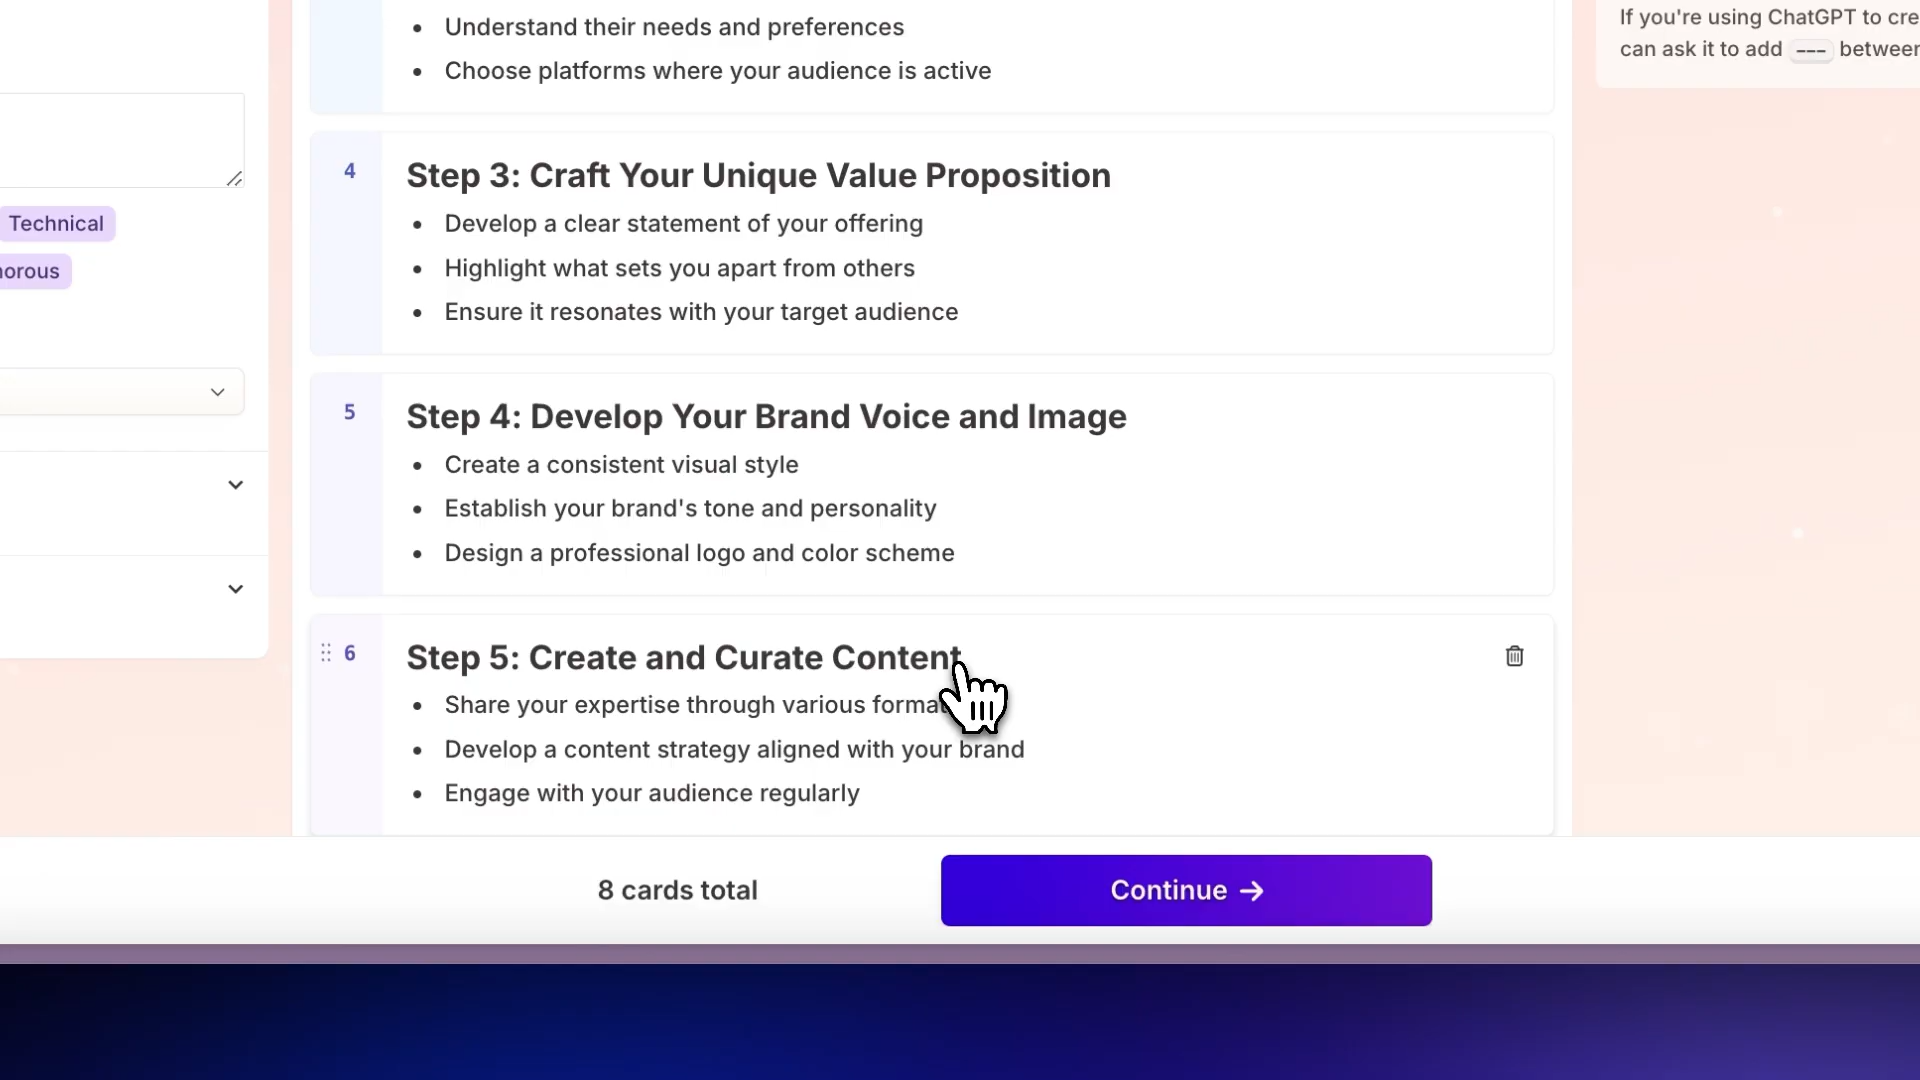 Understand their needs and preferences
Choose platforms where your audience is active
If you're using ChatGPT to cre
can ask it to add --- between
4
Step 3: Craft Your Unique Value Proposition
Develop a clear statement of your offering
Highlight what sets you apart from others
Ensure it resonates with your target audience
Technical
norous
5
Step 4: Develop Your Brand Voice and Image
Create a consistent visual style
Establish your brand's tone and personality
Design a professional logo and color scheme
6
Step 5: Create and Curate Content
Share your expertise through various format
Develop a content strategy aligned with your brand
Engage with your audience regularly
8 cards total
Continue →